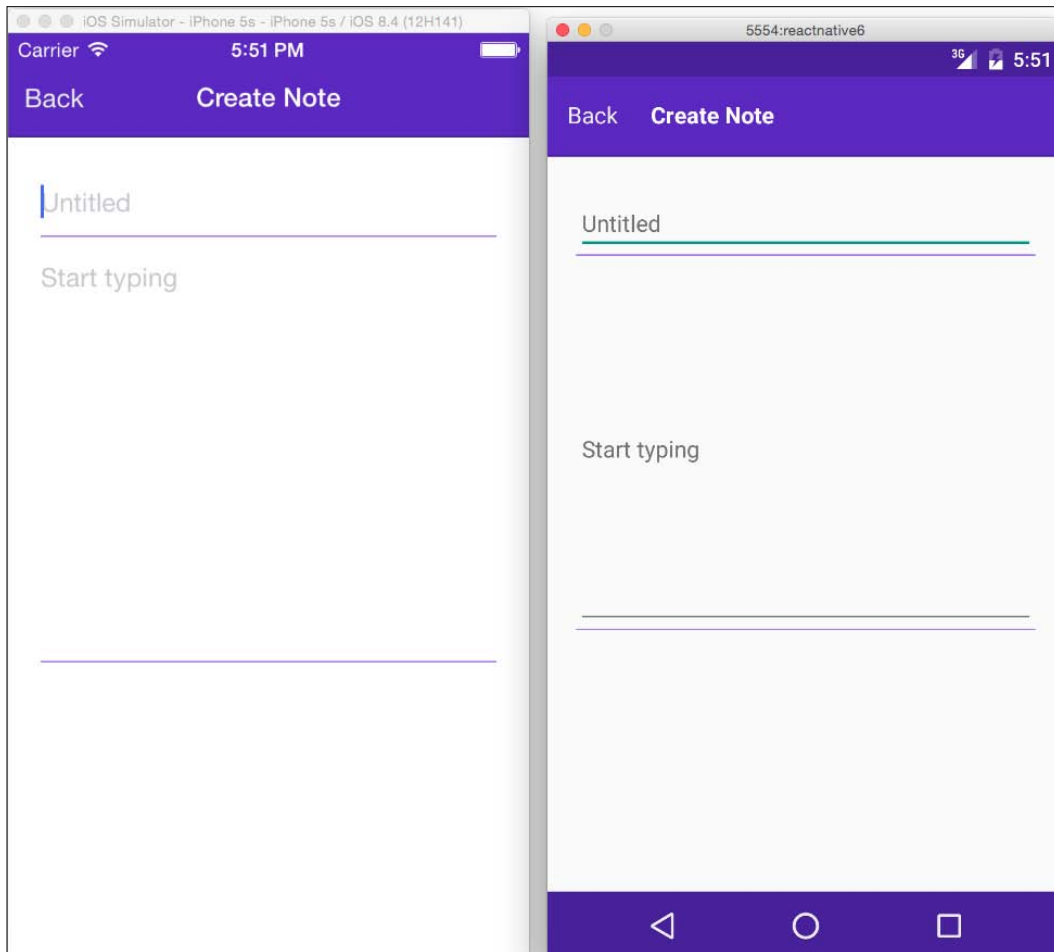 iOS Simulator - iPhone 5s - iPhone 5s / iOS 8.4 (12H141)
Carrier
5:51 PM
Back
Create Note
Untitled
Start typing
5554:reactnative6
3G
5:51
Back
Create Note
Untitled
Start typing